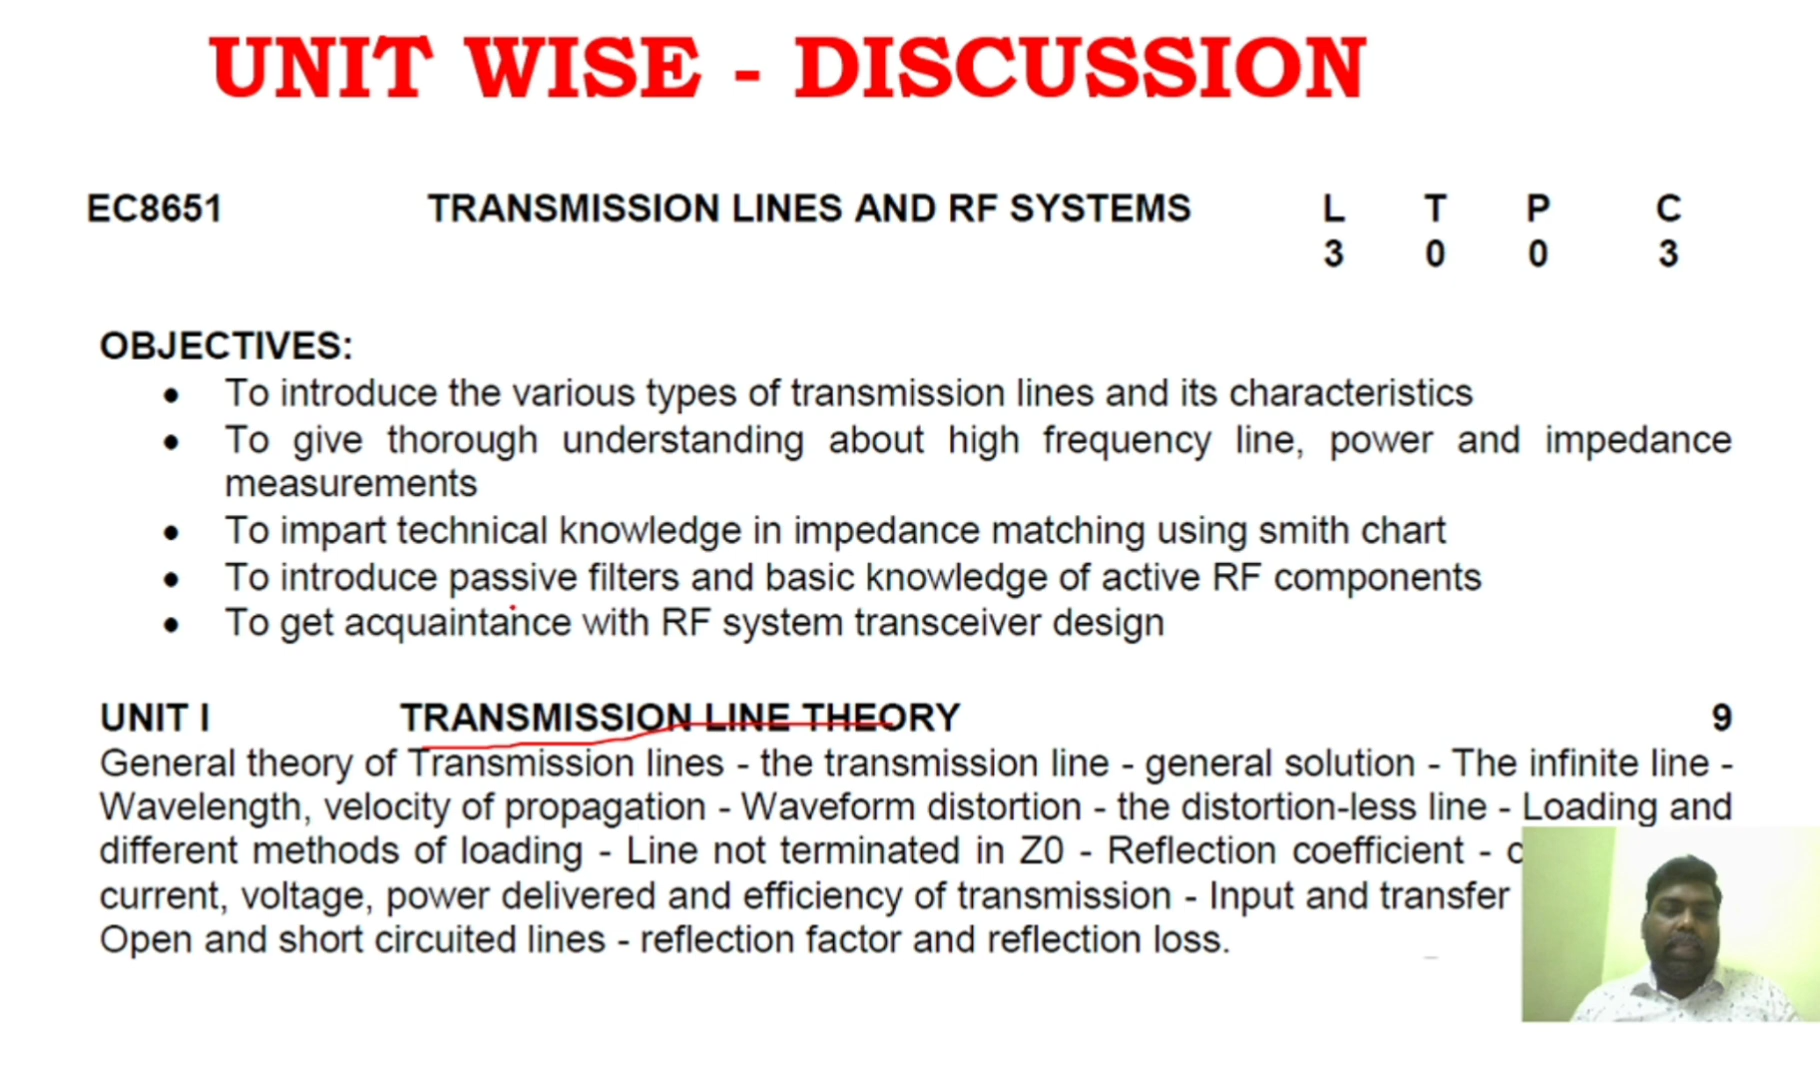 UNIT WISE - DISCUSSION
EC8651 TRANSMISSION LINES AND RF SYSTEMS L T P C
3 0 0 3
OBJECTIVES:
• To introduce the various types of transmission lines and its characteristics
• To give thorough understanding about high frequency line, power and impedance
measurements
• To impart technical knowledge in impedance matching using smith chart
• To introduce passive filters and basic knowledge of active RF components
• To get acquaintance with RF system transceiver design
UNIT I TRANSMISSION LINE THEORY 9
General theory of Transmission lines - the transmission line - general solution - The infinite line -
Wavelength, velocity of propagation - Waveform distortion - the distortion-less line - Loading and
different methods of loading - Line not terminated in Z0 - Reflection coefficient -
current, voltage, power delivered and efficiency of transmission - Input and transfer
Open and short circuited lines - reflection factor and reflection loss.